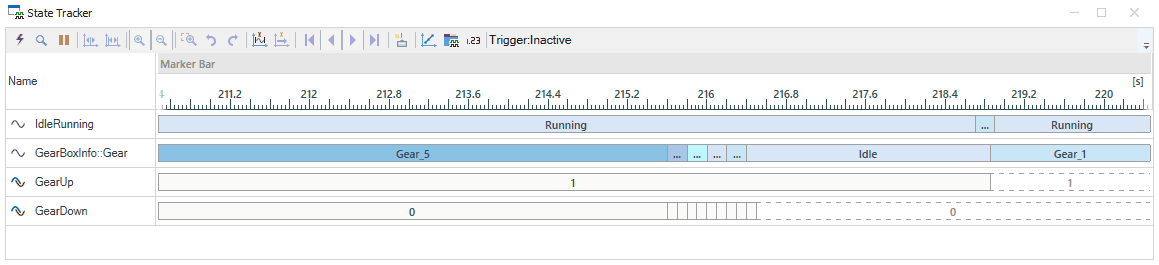 State Tracker
Trigger:Inactive
Name
Marker Bar
[s]
211.2 212 212.8 213.6 214.4 215.2 216 216.8 217.6 218.4 219.2 220
IdleRunning Running ... Running
GearBoxInfo::Gear Gear_5 ... ... ... ... Idle Gear_1
GearUp 1 1
GearDown 0 0